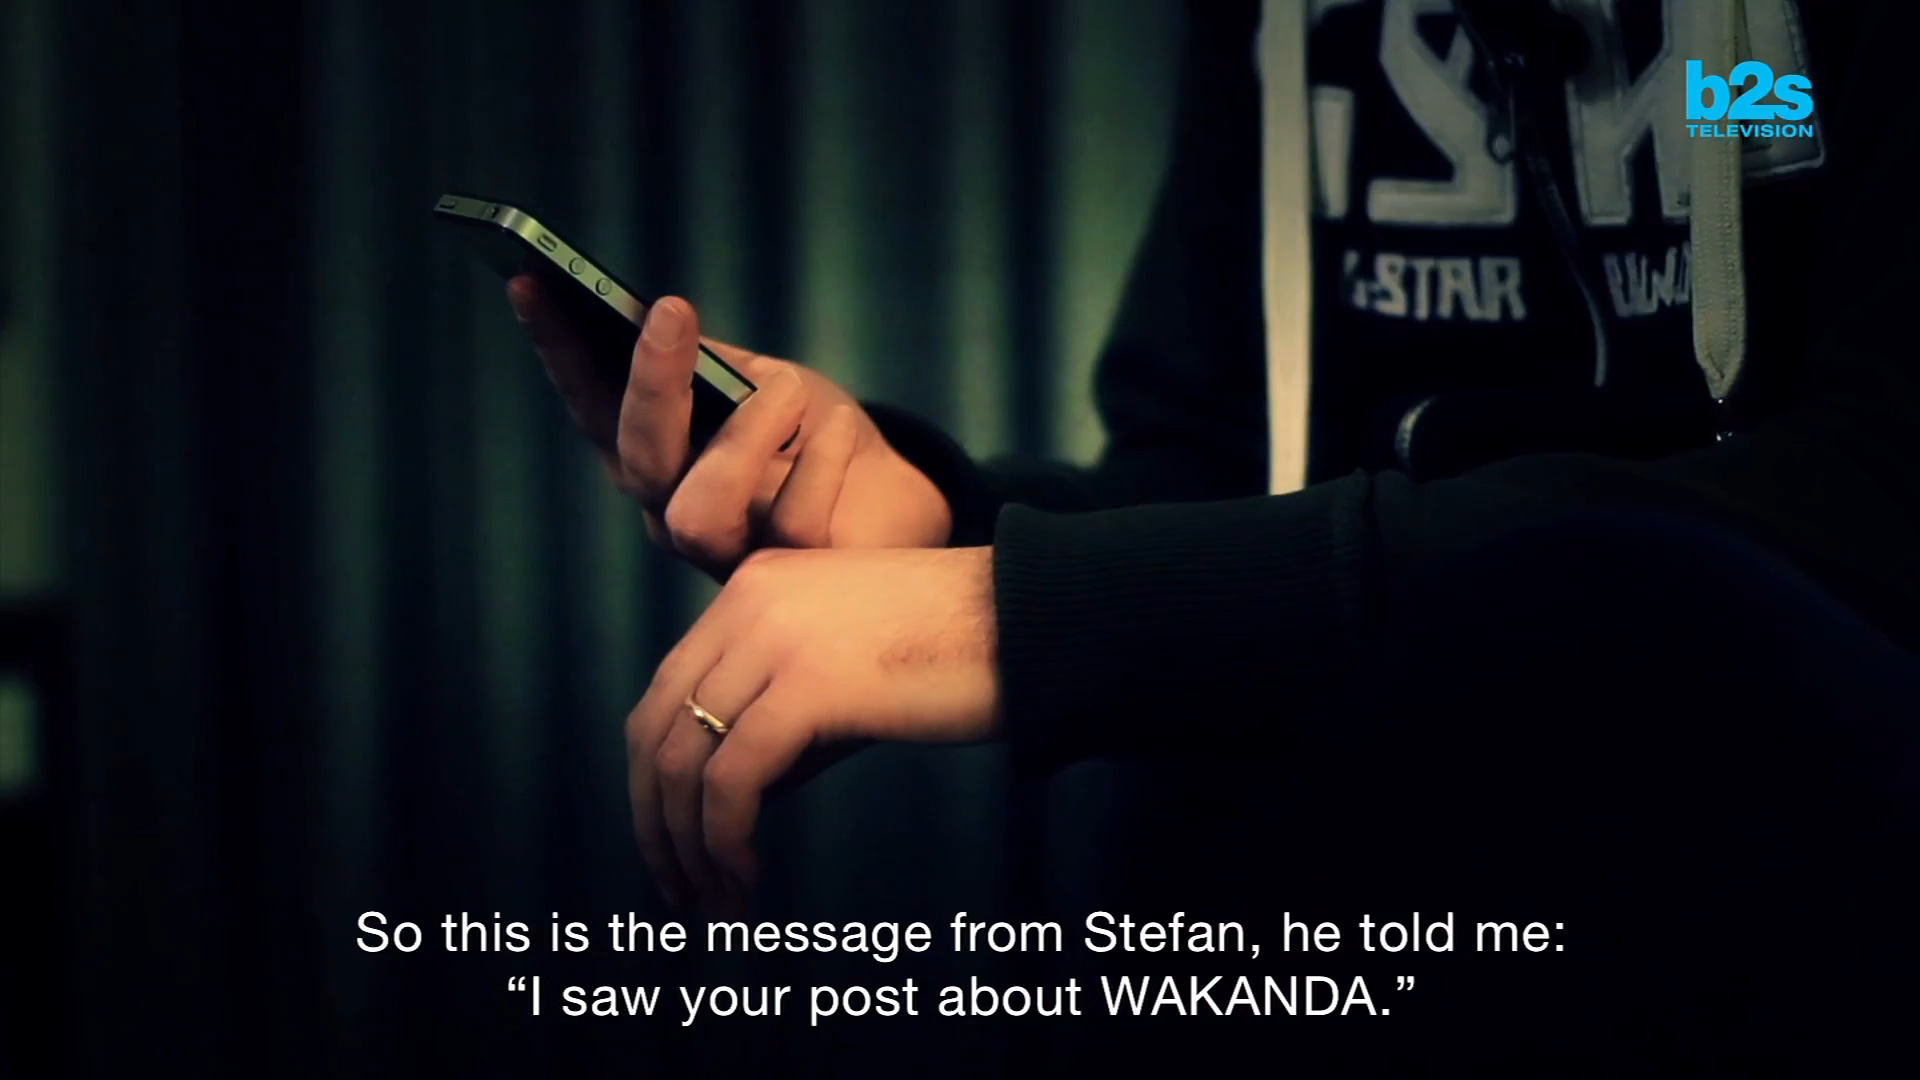 b2s
TELEVISION
-STAR
So this is the message from Stefan, he told me:
“I saw your post about WAKANDA.”